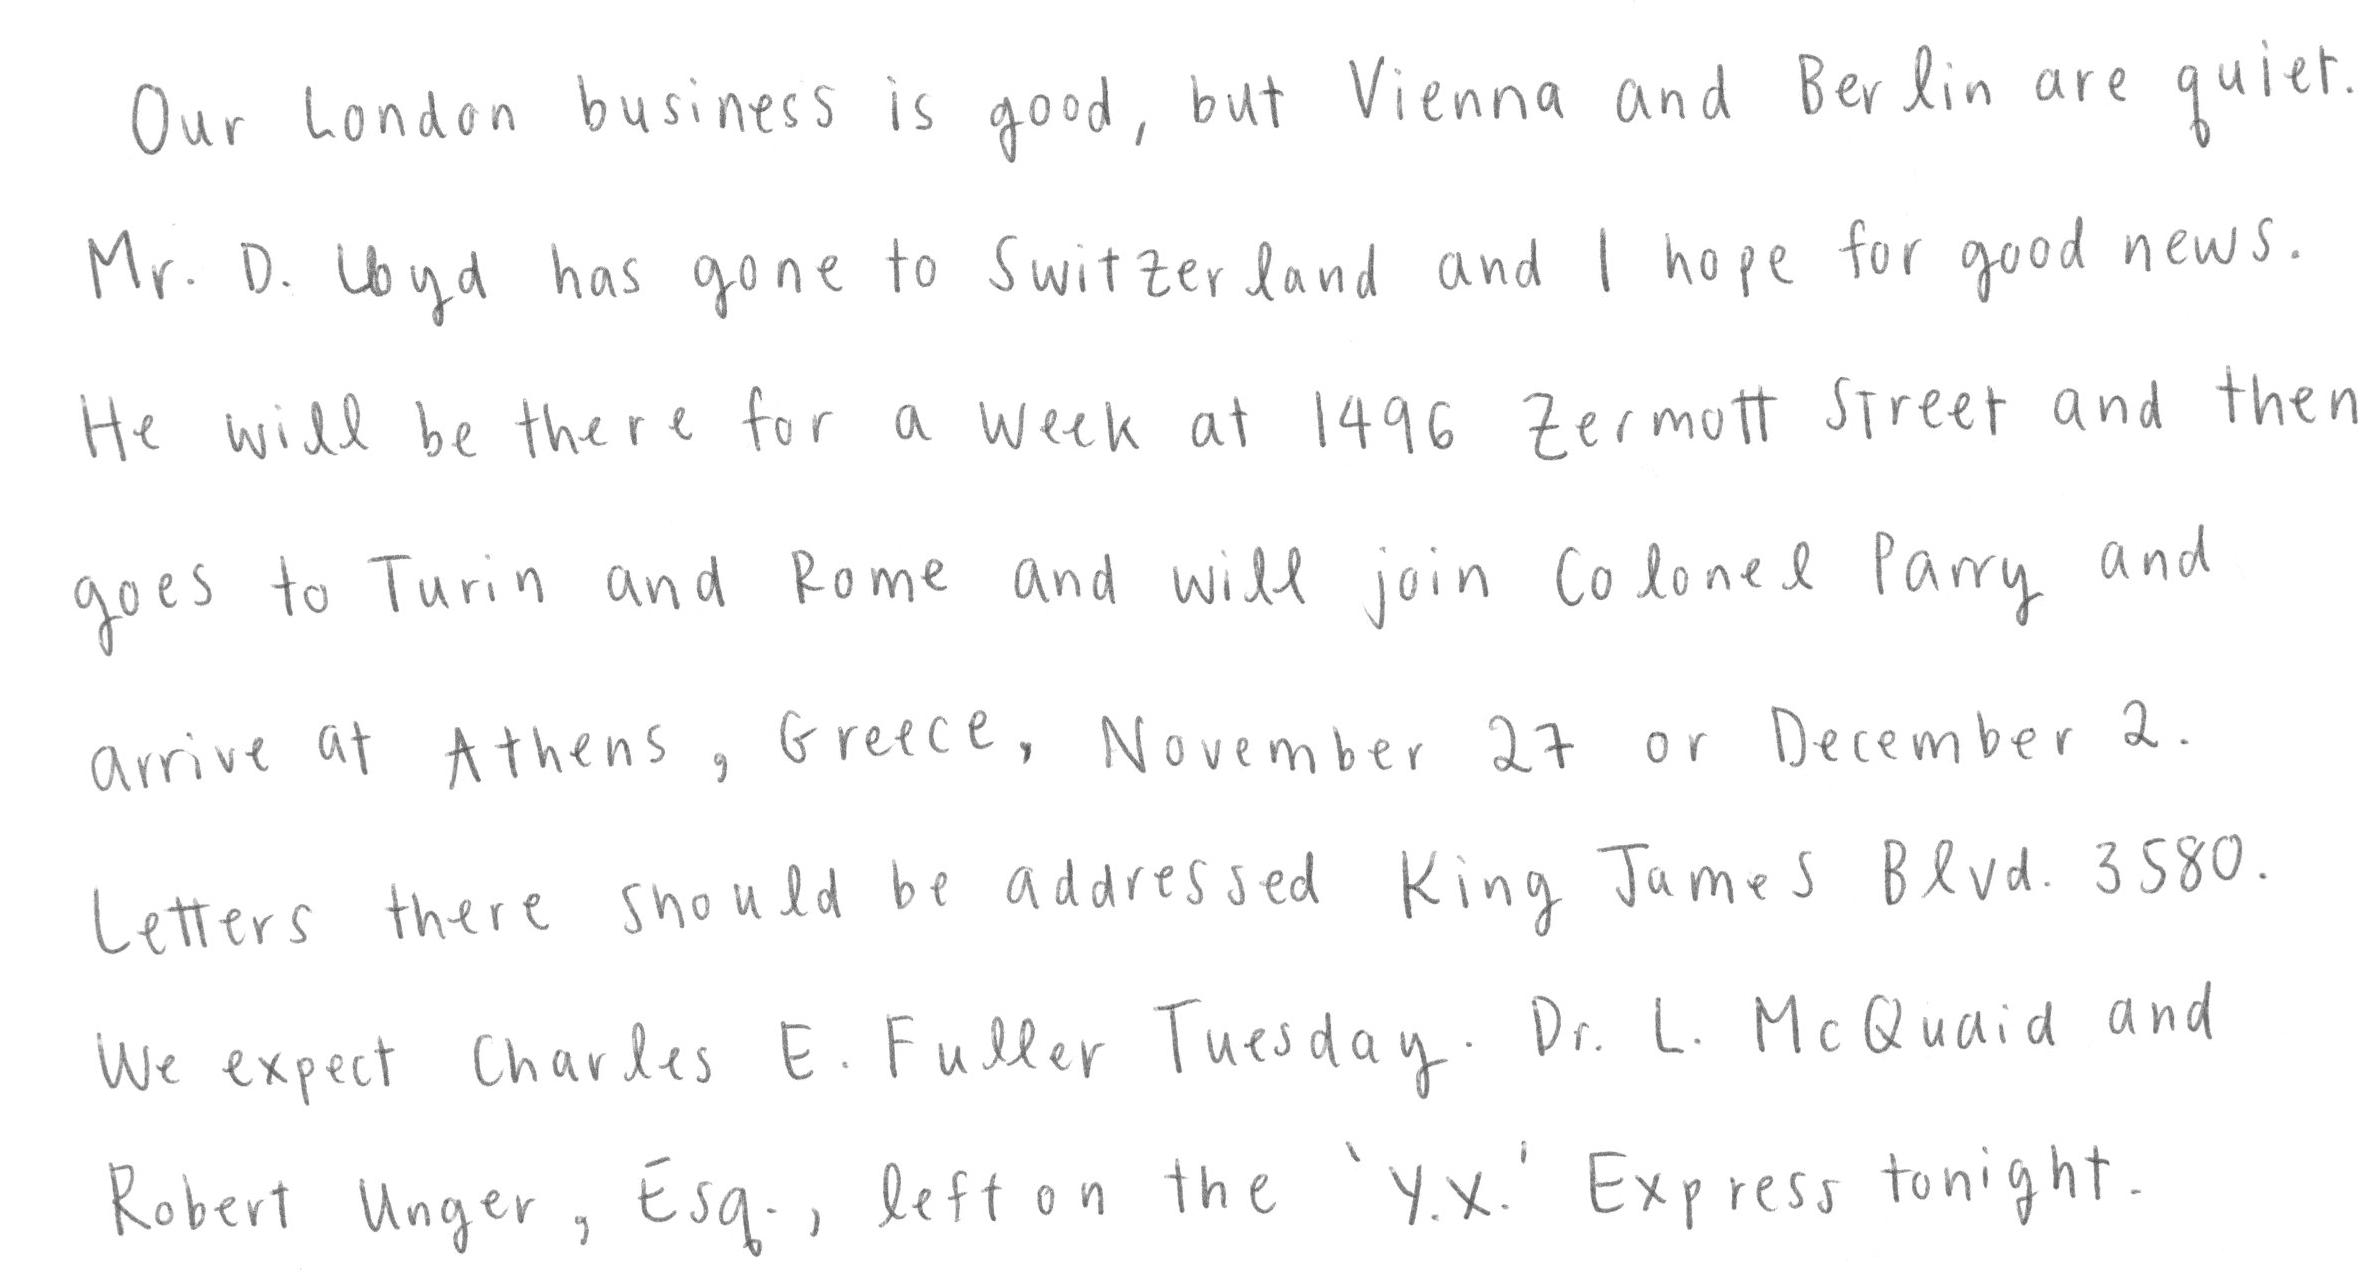 Our London business is good, but Vienna and Berlin are quiet.
Mr. D. Lloyd has gone to Switzerland and I hope for good news.
He will be there for a week at 1496 Zermott Street and then
goes to Turin and Rome and will join Colonel Parry and
arrive at Athens, Greece, November 27 or December 2.
Letters there should be addressed King James Blvd. 3580.
We expect Charles E. Fuller Tuesday. Dr. L. McQuaid and
Robert Unger, Esq., left on the 'Y.X.' Express tonight.